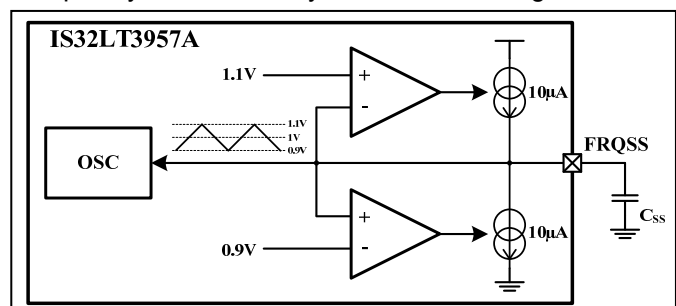 IS32LT3957A
1.1V
+
-
10μA
1.1V
1V
0.9V
OSC
FRQSS
CSS
+
-
0.9V
10μA